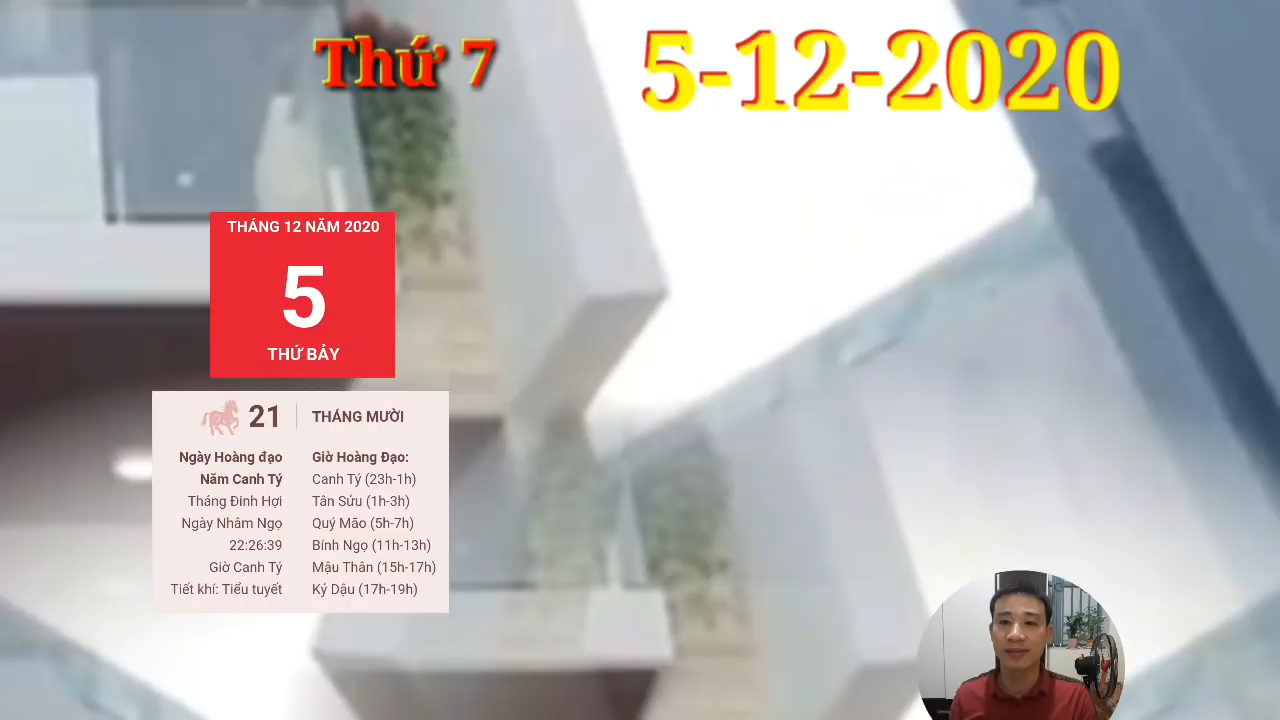 Thứ 7
5-12-2020
THÁNG 12 NĂM 2020
5
THỨ BẢY
21
THÁNG MƯỜI
Ngày Hoàng đạo
Năm Canh Tý
Tháng Đinh Hợi
Ngày Nhâm Ngọ
22:26:39
Giờ Canh Tý
Tiết khí: Tiểu tuyết
Giờ Hoàng Đạo:
Canh Tý (23h-1h)
Tân Sửu (1h-3h)
Quý Mão (5h-7h)
Bính Ngọ (11h-13h)
Mậu Thân (15h-17h)
Kỷ Dậu (17h-19h)